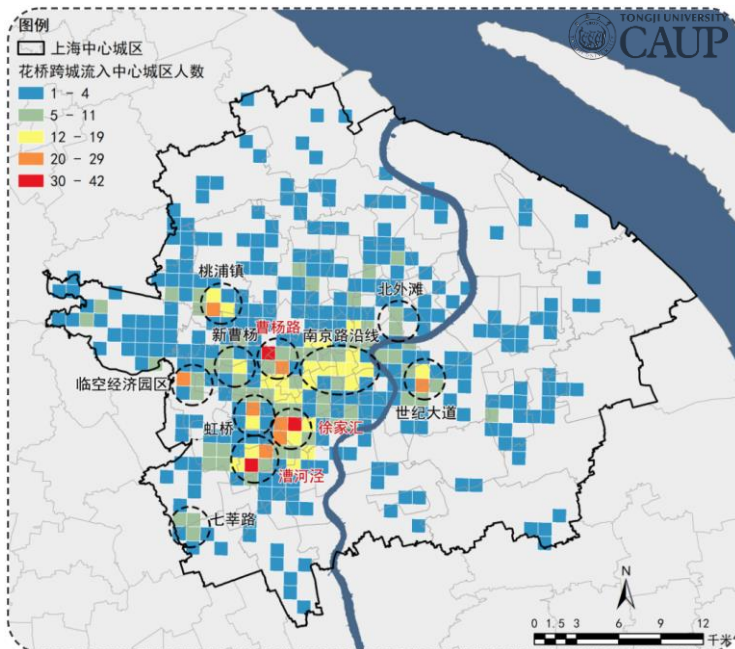 图例
上海中心城区
花桥跨城流入中心城区人数
1 - 4
5 - 11
12 - 19
20 - 29
30 - 42
TONGJI UNIVERSITY
CAUP
桃浦镇
北外滩
新曹杨
曹杨路
南京路沿线
临空经济园区
世纪大道
虹桥
徐家汇
漕河泾
七莘路
N
0 1.5 3 6 9 12
千米